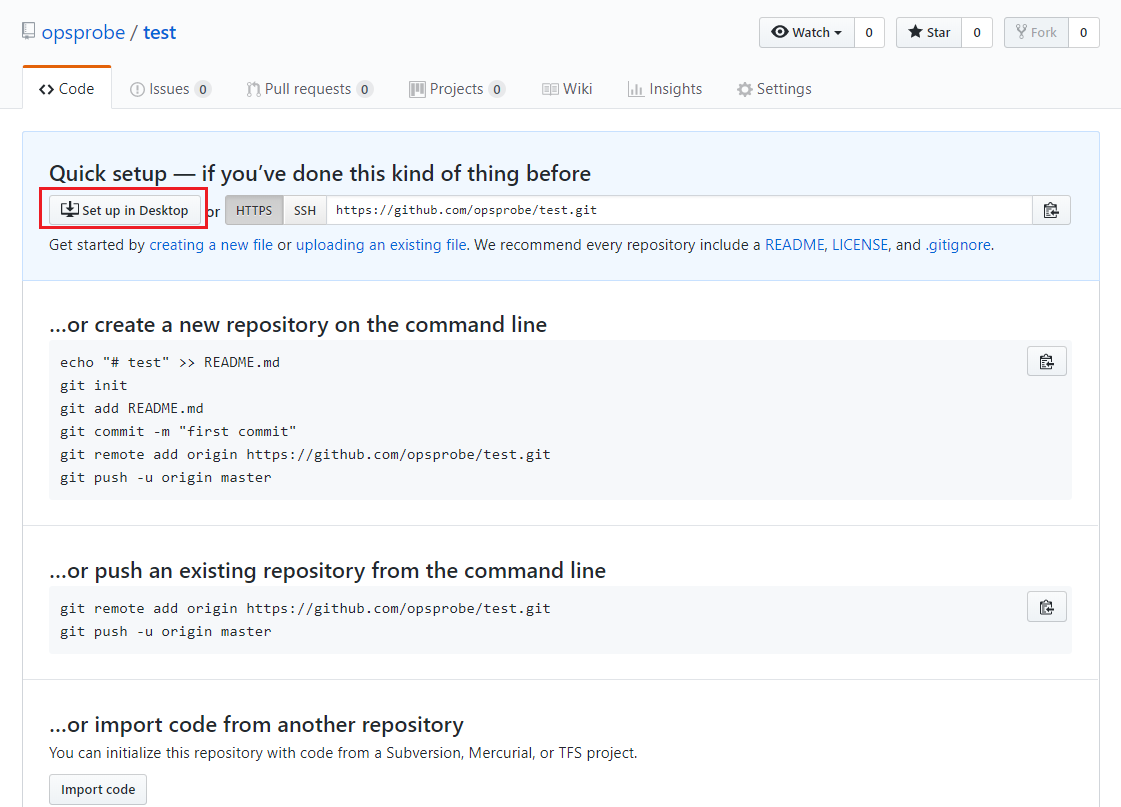 opsprobe / test
Watch 0 Star 0 Fork 0
Code Issues 0 Pull requests 0 Projects 0 Wiki Insights Settings
Quick setup — if you’ve done this kind of thing before
Set up in Desktop or HTTPS SSH https://github.com/opsprobe/test.git
Get started by creating a new file or uploading an existing file. We recommend every repository include a README, LICENSE, and .gitignore.
…or create a new repository on the command line
echo "# test" >> README.md
git init
git add README.md
git commit -m "first commit"
git remote add origin https://github.com/opsprobe/test.git
git push -u origin master
…or push an existing repository from the command line
git remote add origin https://github.com/opsprobe/test.git
git push -u origin master
…or import code from another repository
You can initialize this repository with code from a Subversion, Mercurial, or TFS project.
Import code